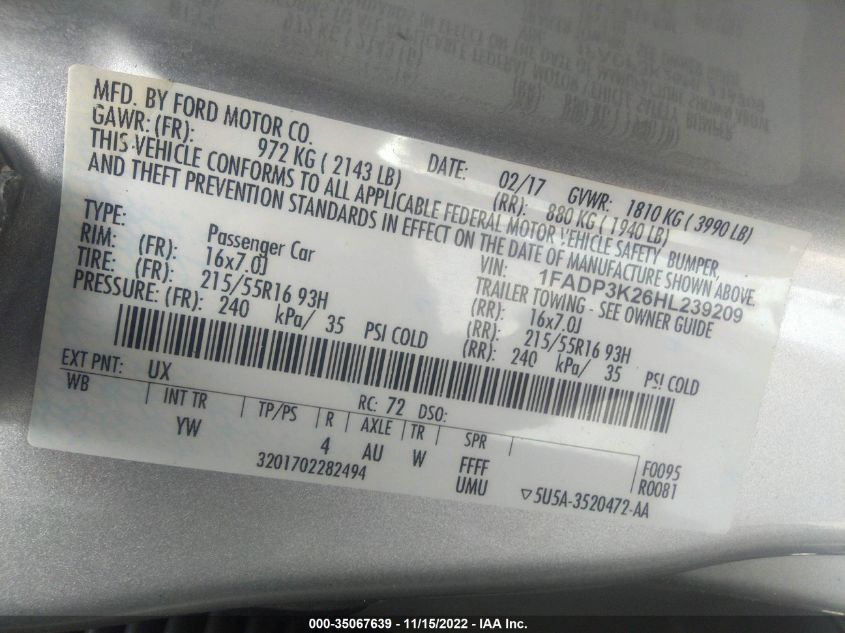 MFD. BY FORD MOTOR CO.
DATE: 02/17 GVWR: 1810 KG ( 3990 LB)
GAWR: (FR): 972 KG ( 2143 LB) (RR): 880 KG ( 1940 LB)
THIS VEHICLE CONFORMS TO ALL APPLICABLE FEDERAL MOTOR VEHICLE SAFETY, BUMPER,
AND THEFT PREVENTION STANDARDS IN EFFECT ON THE DATE OF MANUFACTURE SHOWN ABOVE.
VIN: 1FADP3K26HL239209
TYPE: Passenger Car TRAILER TOWING - SEE OWNER GUIDE
RIM: (FR): 16x7.0J (RR): 16x7.0J
TIRE: (FR): 215/55R16 93H (RR): 215/55R16 93H
PRESSURE: (FR): 240 kPa/ 35 PSI COLD (RR): 240 kPa/ 35 PSI COLD
EXT PNT: UX RC: 72 DSO:
WB INT TR TP/PS R AXLE TR SPR
YW 4 AU W FFFF F0095
3201702282494 UMU R0081
▽5U5A-3520472-AA
000-35067639 - 11/15/2022 - IAA Inc.